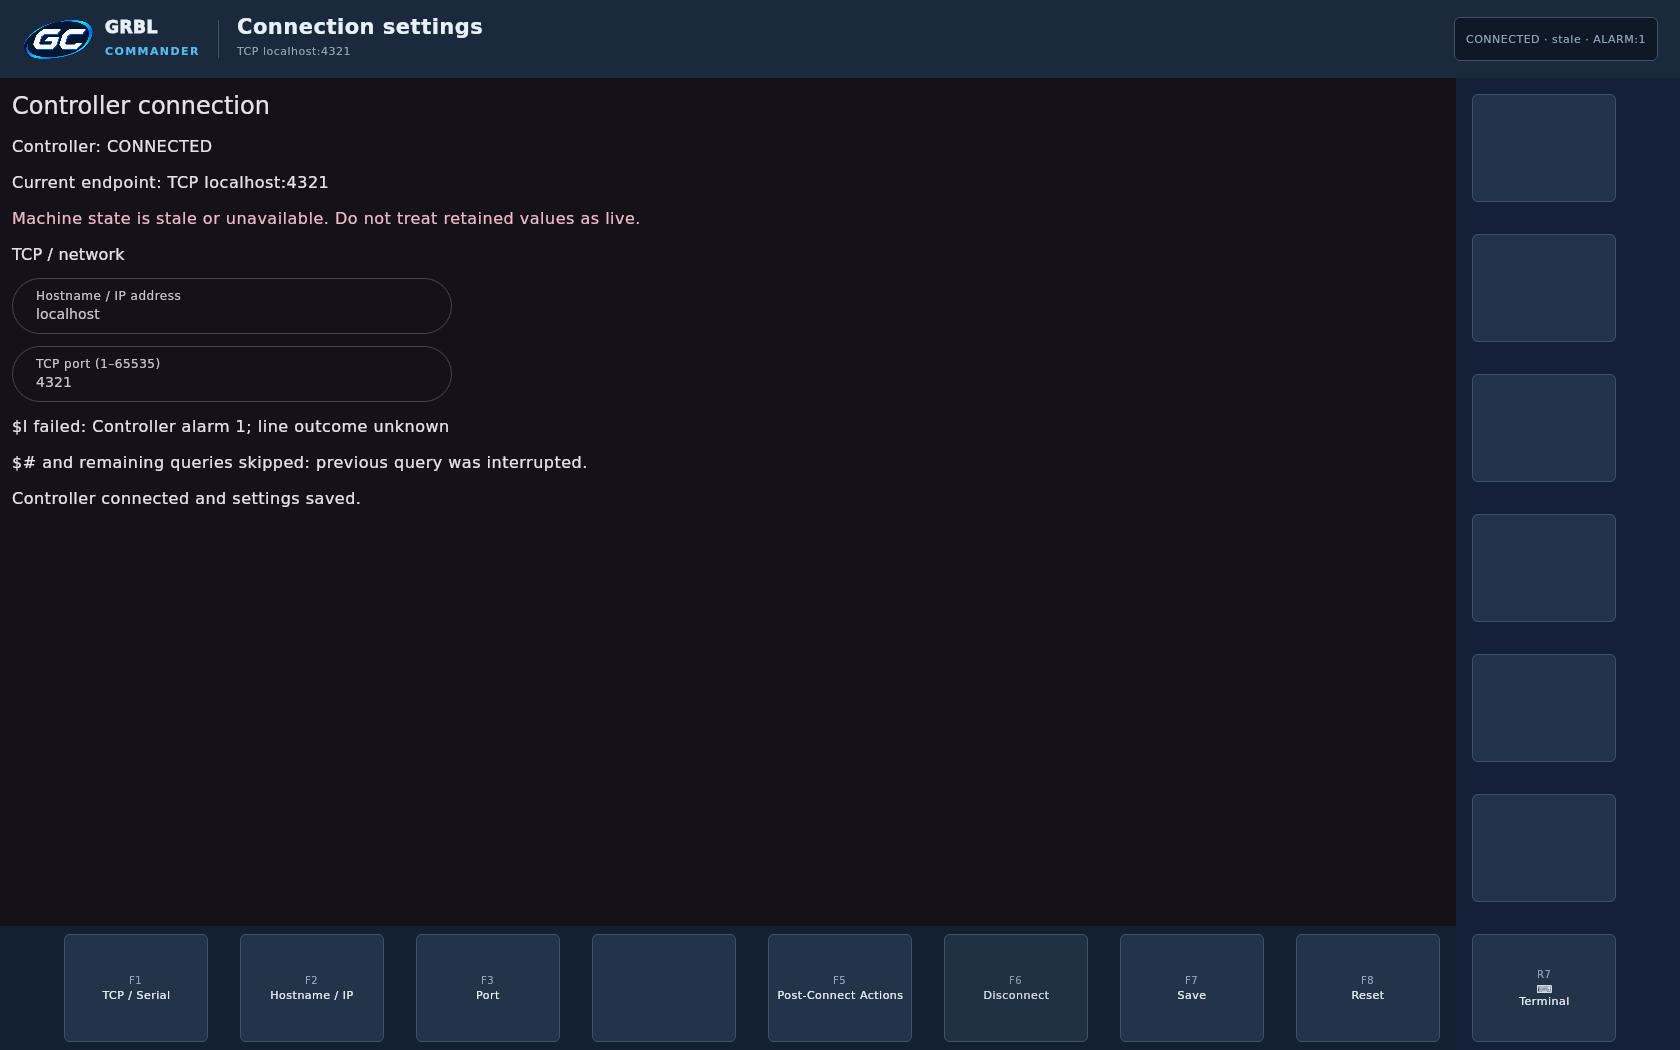 GC
GRBL
COMMANDER
Connection settings
TCP localhost:4321
CONNECTED · stale · ALARM:1
Controller connection
Controller: CONNECTED
Current endpoint: TCP localhost:4321
Machine state is stale or unavailable. Do not treat retained values as live.
TCP / network
Hostname / IP address
localhost
TCP port (1–65535)
4321
$I failed: Controller alarm 1; line outcome unknown
$# and remaining queries skipped: previous query was interrupted.
Controller connected and settings saved.
F1
TCP / Serial
F2
Hostname / IP
F3
Port
F5
Post-Connect Actions
F6
Disconnect
F7
Save
F8
Reset
R7
Terminal